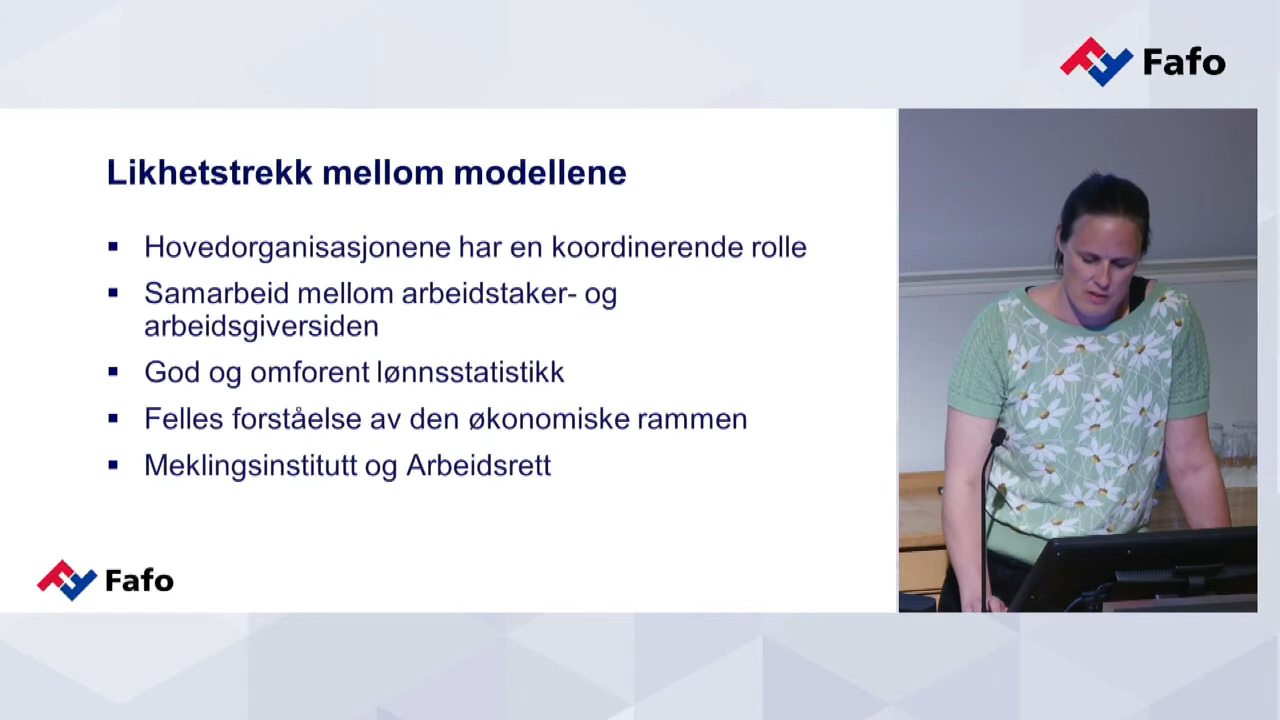 Fafo
Likhetstrekk mellom modellene
▪ Hovedorganisasjonene har en koordinerende rolle
▪ Samarbeid mellom arbeidstaker- og
arbeidsgiversiden
▪ God og omforent lønnsstatistikk
▪ Felles forståelse av den økonomiske rammen
▪ Meklingsinstitutt og Arbeidsrett
Fafo